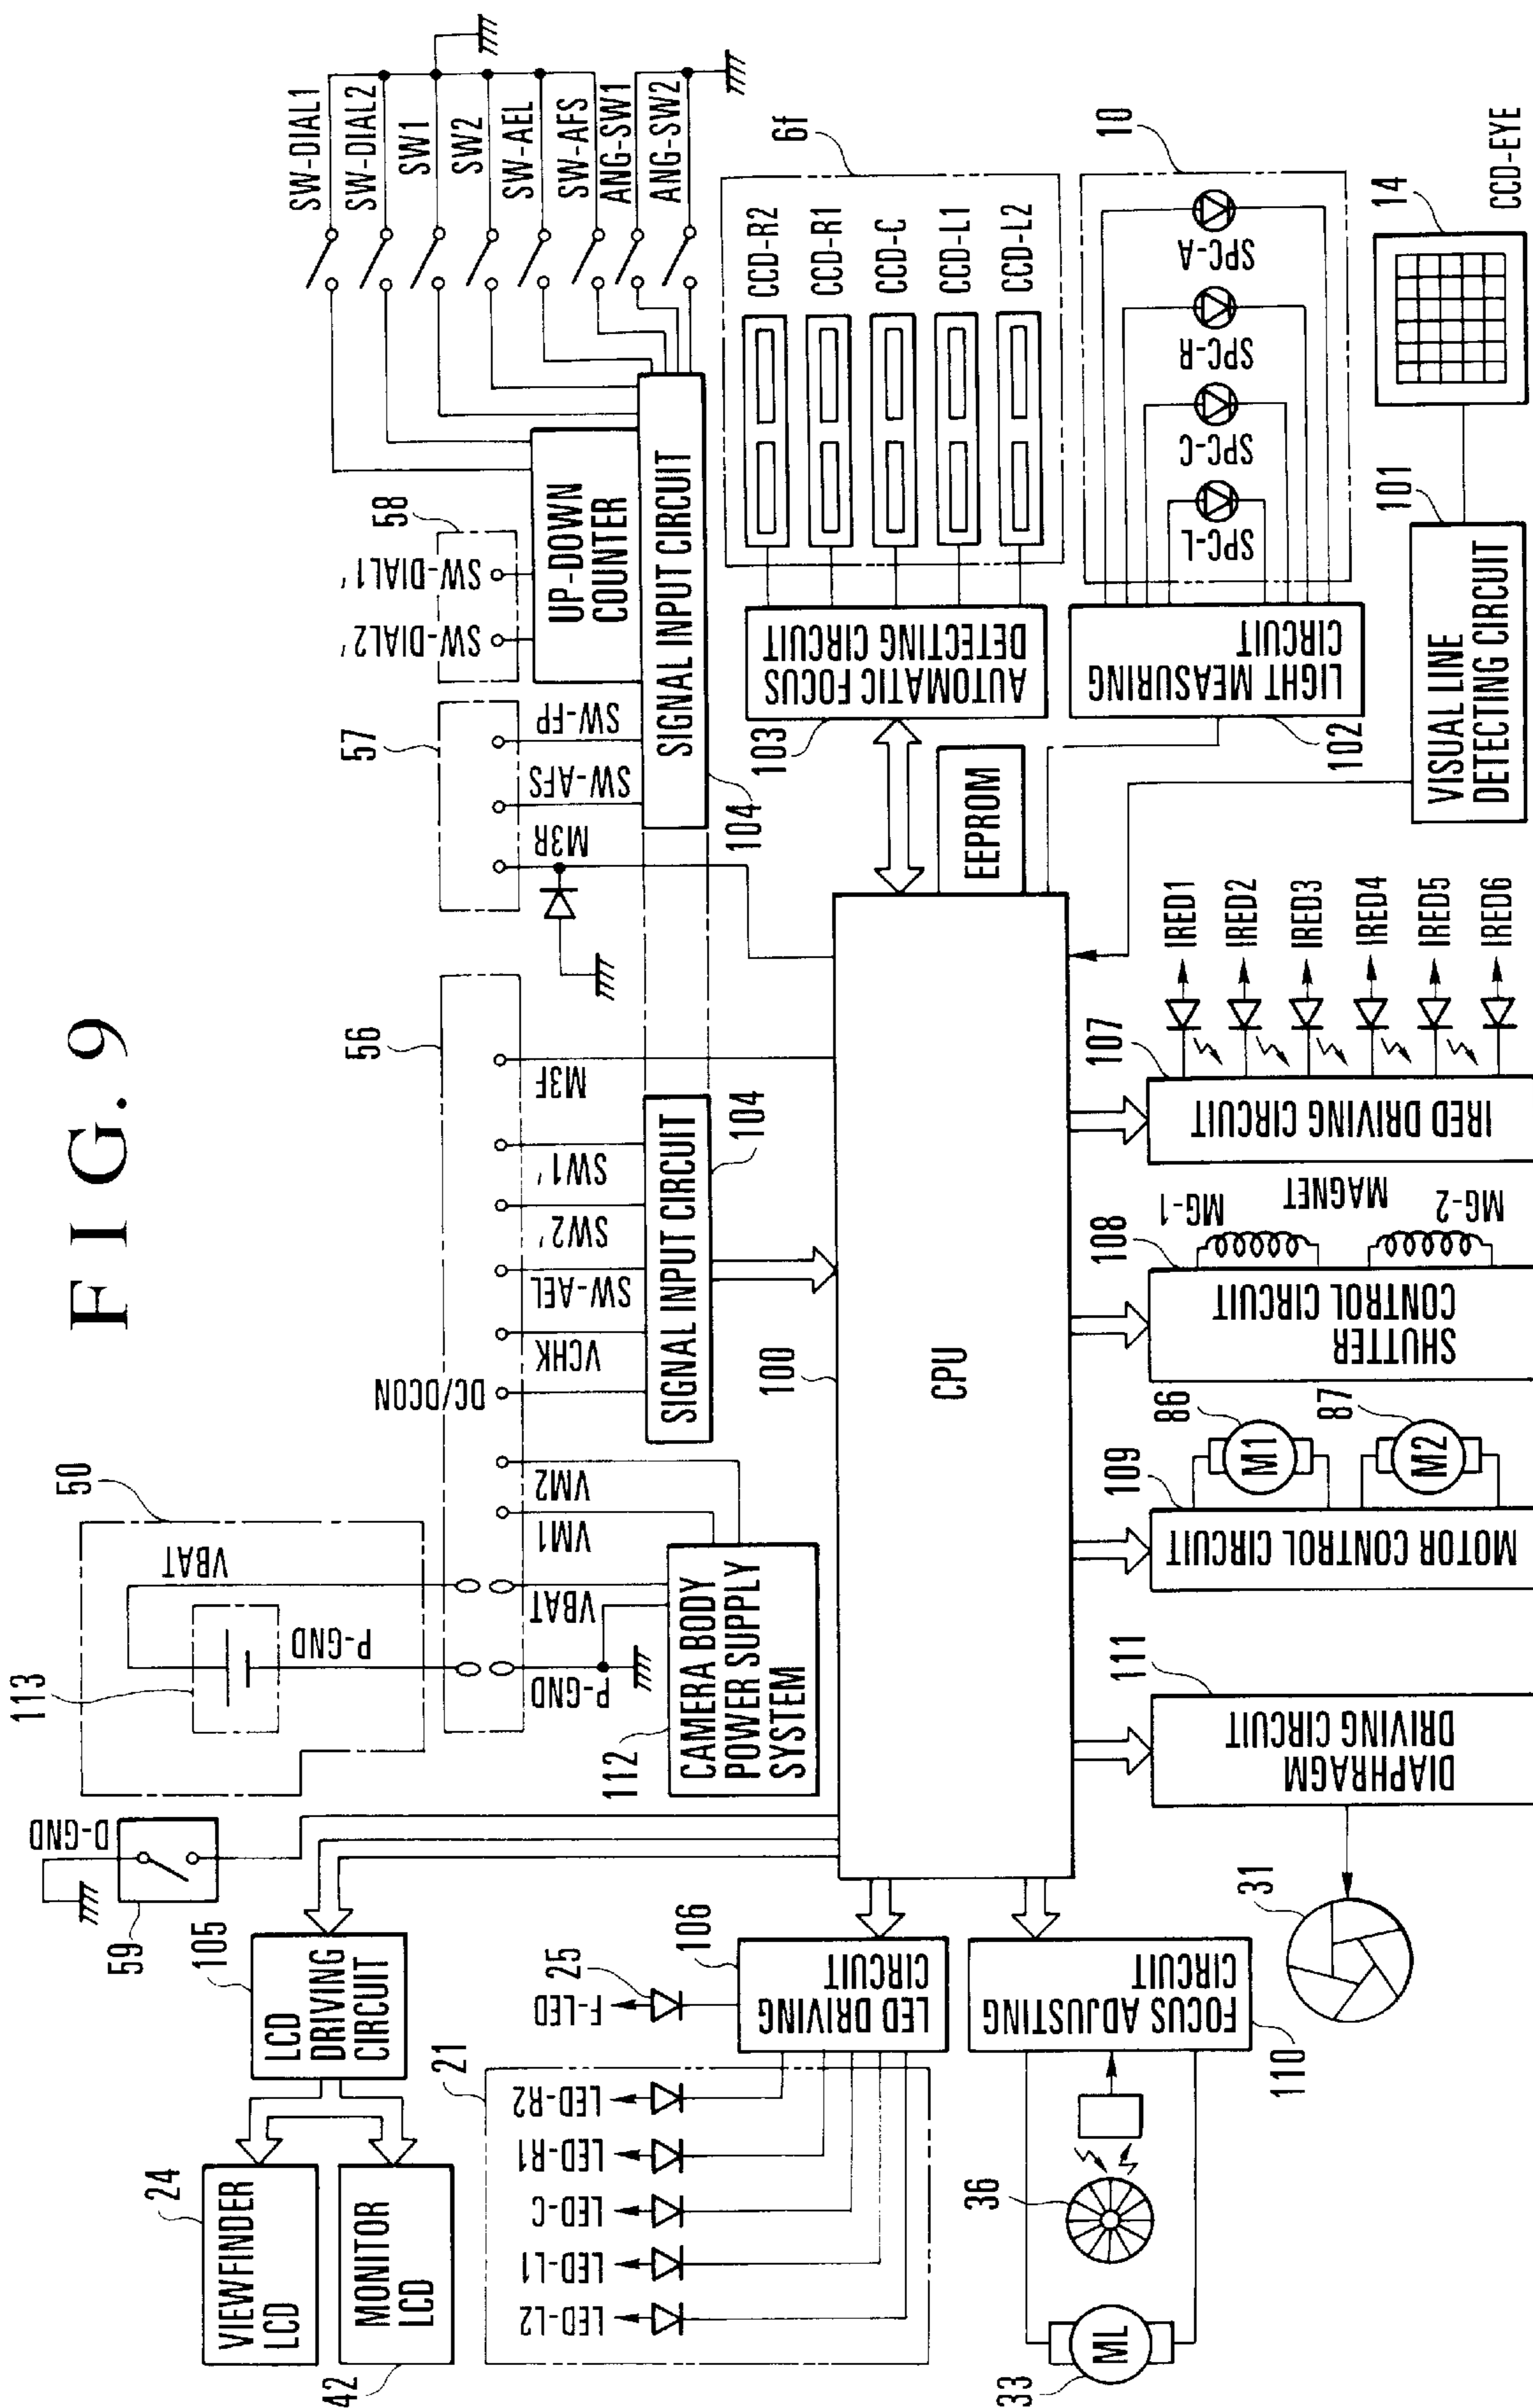 FIG. 9
SW-DIAL1
SW-DIAL2
SW1
SW2
SW-AEL
SW-AFS
ANG-SW1
ANG-SW2
58
SW-DIAL1'
SW-DIAL2'
UP-DOWN
COUNTER
57
SW-FP
SW-AFS
M3R
SIGNAL INPUT CIRCUIT
104
6f
CCD-R2
CCD-R1
CCD-C
CCD-L1
CCD-L2
AUTOMATIC FOCUS
DETECTING CIRCUIT
103
10
SPC-A
SPC-R
SPC-C
SPC-L
LIGHT MEASURING
CIRCUIT
102
14
CCD-EYE
101
VISUAL LINE
DETECTING CIRCUIT
EEPROM
56
M3F
SW1'
SW2'
SW-AEL
VCHK
DC/DCON
VM2
VM1
VBAT
P-GND
SIGNAL INPUT CIRCUIT
104
50
VBAT
P-GND
113
CAMERA BODY
POWER SUPPLY
SYSTEM
112
100
CPU
D-GND
59
105
LCD
DRIVING
CIRCUIT
24
VIEWFINDER
LCD
MONITOR
LCD
42
21
LED-R2
LED-R1
LED-C
LED-L1
LED-L2
F-LED
25
106
LED DRIVING
CIRCUIT
FOCUS ADJUSTING
CIRCUIT
110
36
ML
33
31
111
DIAPHRAGM
DRIVING CIRCUIT
109
MOTOR CONTROL CIRCUIT
86
M1
87
M2
108
SHUTTER
CONTROL CIRCUIT
MG-1
MAGNET
MG-2
107
IRED DRIVING CIRCUIT
IRED1
IRED2
IRED3
IRED4
IRED5
IRED6